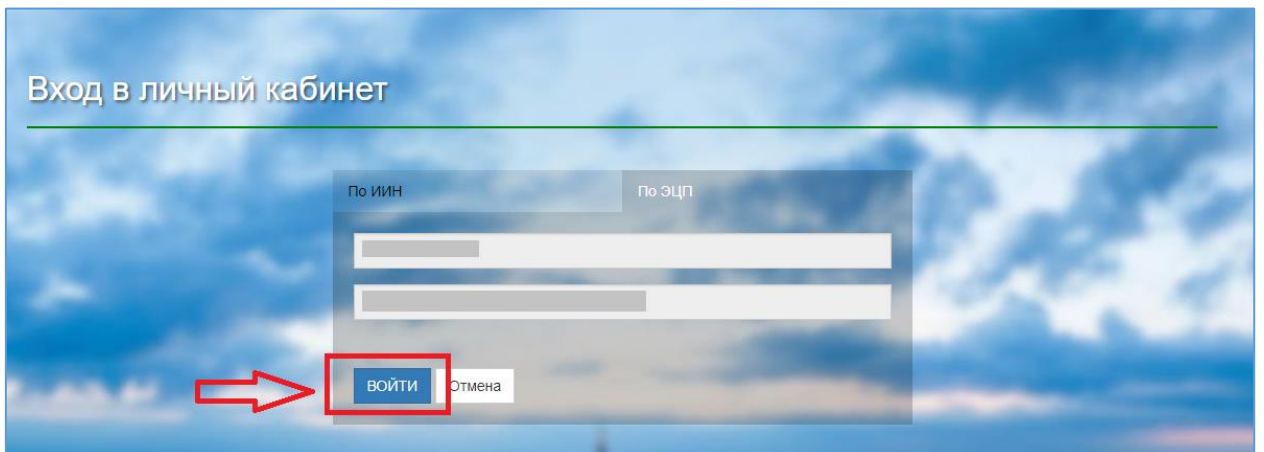 Вход в личный кабинет
По ИИН По ЭЦП
ВОЙТИ Отмена